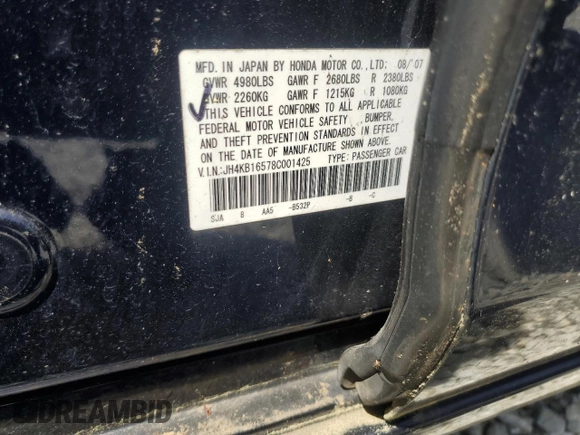 MFD. IN JAPAN BY HONDA MOTOR CO., LTD: 08/ 07
GVWR 4980LBS GAWR F 2680LBS R 2380LBS
GVWR 2260KG GAWR F 1215KG R 1080KG
THIS VEHICLE CONFORMS TO ALL APPLICABLE
FEDERAL MOTOR VEHICLE SAFETY , BUMPER,
AND THEFT PREVENTION STANDARDS IN EFFECT
ON THE DATE OF MANUFACTURE SHOWN ABOVE.
V.I.N.:JH4KB16578C001425 TYPE: PASSENGER CAR
SJA 8 AA5 -B532P -B -C
DREAMBID